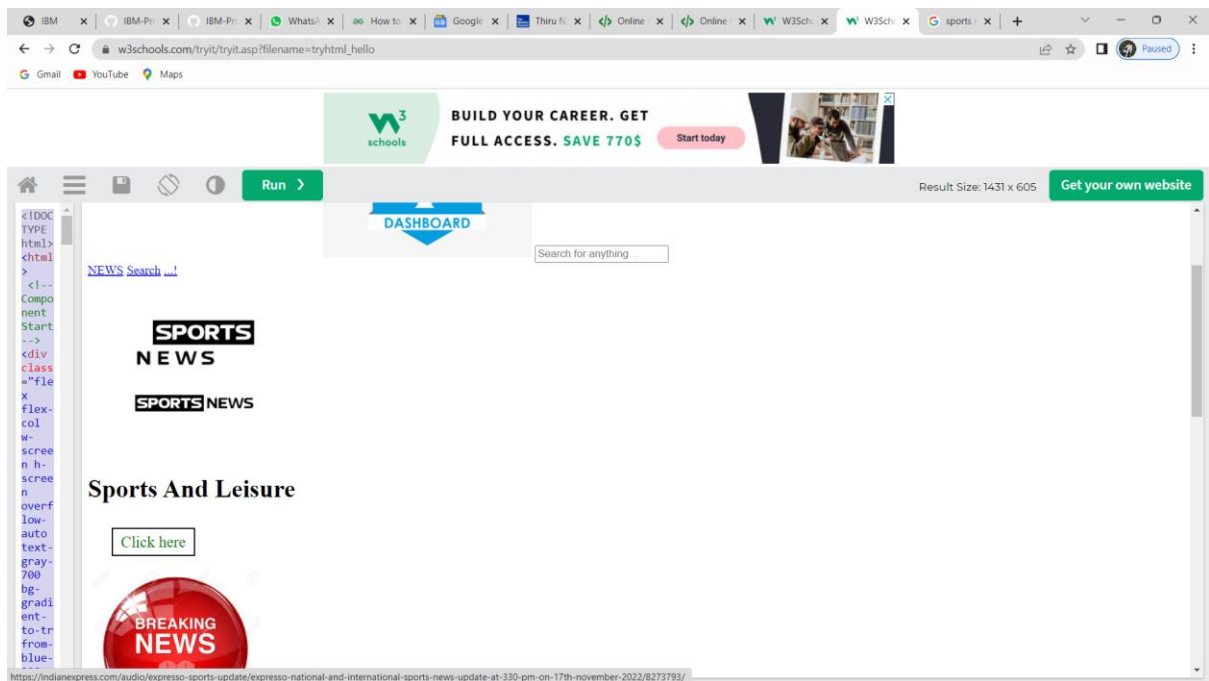 IBM
IBM-Pr
IBM-Pr
WhatsA
How to
Google
Thiru N
Online
Online
W3Sch
W3Sch
sports
w3schools.com/tryit/tryit.asp?filename=tryhtml_hello
Paused
Gmail YouTube Maps
3
schools
BUILD YOUR CAREER. GET
FULL ACCESS. SAVE 770$
Start today
Run ❯
Result Size: 1431 x 605
Get your own website
<!DOC
TYPE
html>
<html
>
<!--
Compo
nent
Start
-->
<div
class
="fle
x
flex-
col
w-
scree
n h-
scree
n
overf
low-
auto
text-
gray-
700
bg-
gradi
ent-
to-tr
from-
blue-
DASHBOARD
Search for anything...
NEWS Search ...!
SPORTS
NEWS
SPORTS NEWS
Sports And Leisure
Click here
BREAKING
NEWS
https://indianexpress.com/audio/expresso-sports-update/expresso-national-and-international-sports-news-update-at-330-pm-on-17th-november-2022/8273793/